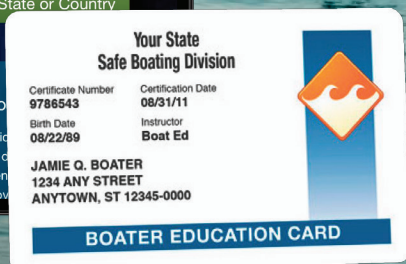 State or Country
Your State
Safe Boating Division
Certificate Number Certification Date
9786543 08/31/11
Birth Date Instructor
08/22/89 Boat Ed
JAMIE Q. BOATER
1234 ANY STREET
ANYTOWN, ST 12345-0000
BOATER EDUCATION CARD